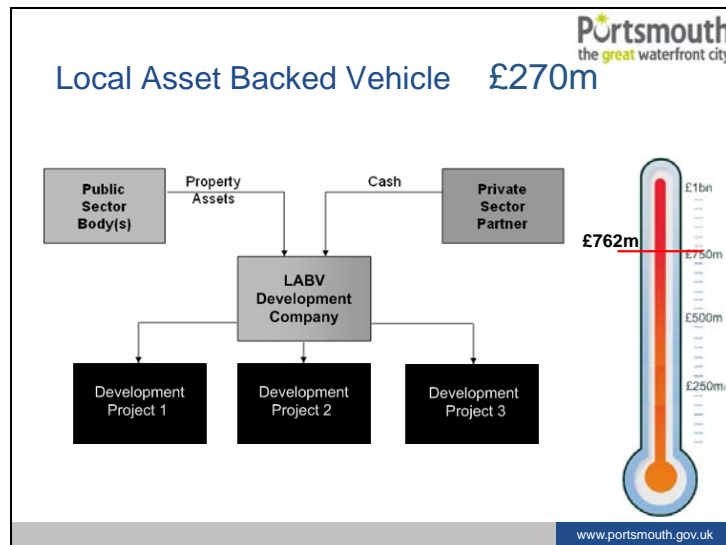 Portsmouth
the great waterfront city
Local Asset Backed Vehicle £270m
Public
Sector
Body(s)
Property
Assets
Cash
Private
Sector
Partner
LABV
Development
Company
Development
Project 1
Development
Project 2
Development
Project 3
£762m
£1bn
£750m
£500m
£250m
www.portsmouth.gov.uk